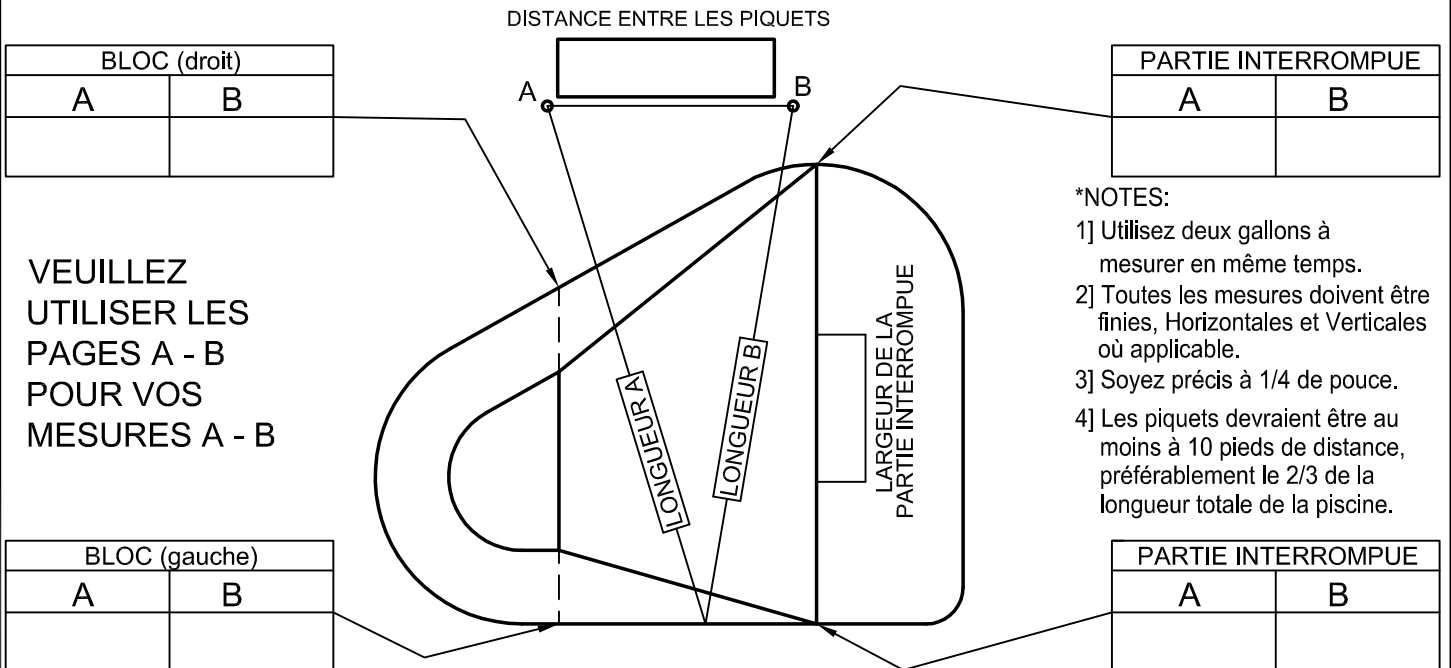 DISTANCE ENTRE LES PIQUETS
BLOC (droit)
A B
A
B
PARTIE INTERROMPUE
A B
VEUILLEZ
UTILISER LES
PAGES A - B
POUR VOS
MESURES A - B
LONGUEUR A
LONGUEUR B
LARGEUR DE LA
PARTIE INTERROMPUE
*NOTES:
1] Utilisez deux gallons à
mesurer en même temps.
2] Toutes les mesures doivent être
finies, Horizontales et Verticales
où applicable.
3] Soyez précis à 1/4 de pouce.
4] Les piquets devraient être au
moins à 10 pieds de distance,
préférablement le 2/3 de la
longueur totale de la piscine.
BLOC (gauche)
A B
PARTIE INTERROMPUE
A B